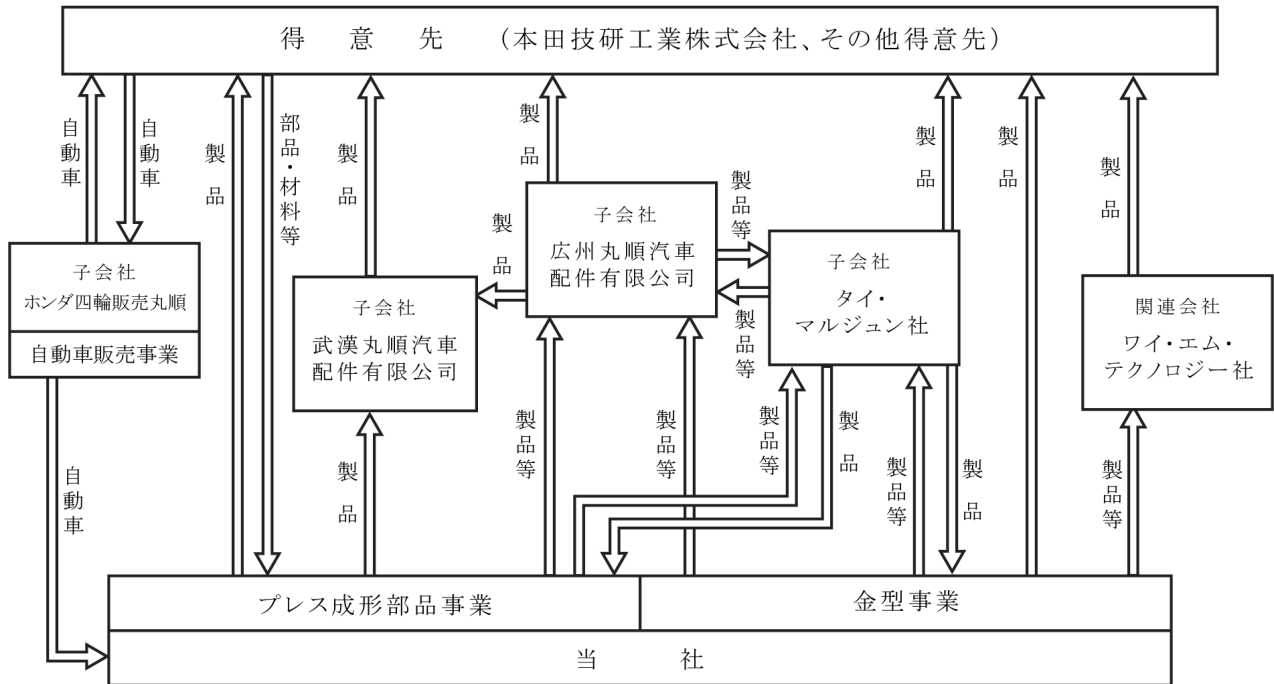 得意先（本田技研工業株式会社、その他得意先）
自動車
自動車
製品
部品・材料等
製品
製品
製品
製品
製品
子会社
ホンダ四輪販売丸順
自動車販売事業
子会社
武漢丸順汽車
配件有限公司
製品
子会社
広州丸順汽車
配件有限公司
製品等
製品等
子会社
タイ・
マルジュン社
関連会社
ワイ・エム・
テクノロジー社
自動車
製品
製品等
製品等
製品等
製品
製品等
製品
製品等
プレス成形部品事業
金型事業
当社